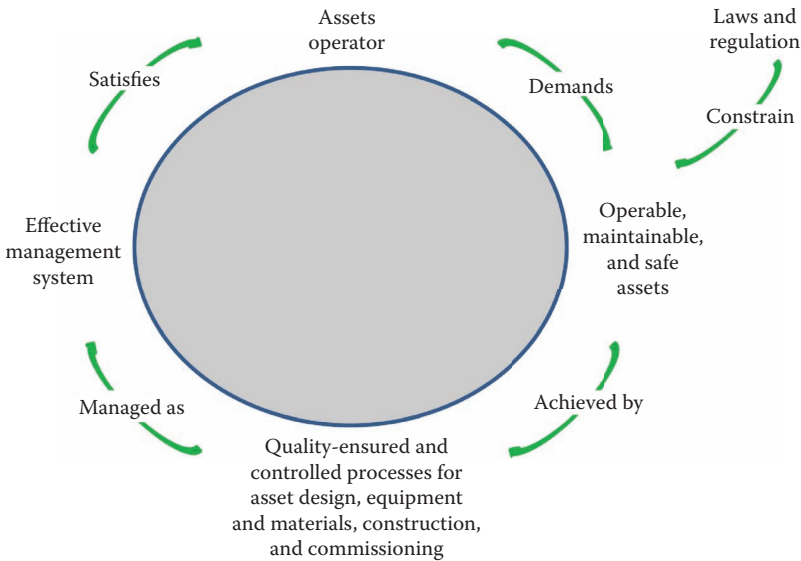 Assets
operator
Laws and
regulation
Satisfies
Demands
Constrain
Effective
management
system
Operable,
maintainable,
and safe
assets
Managed as
Achieved by
Quality-ensured and
controlled processes for
asset design, equipment
and materials, construction,
and commissioning